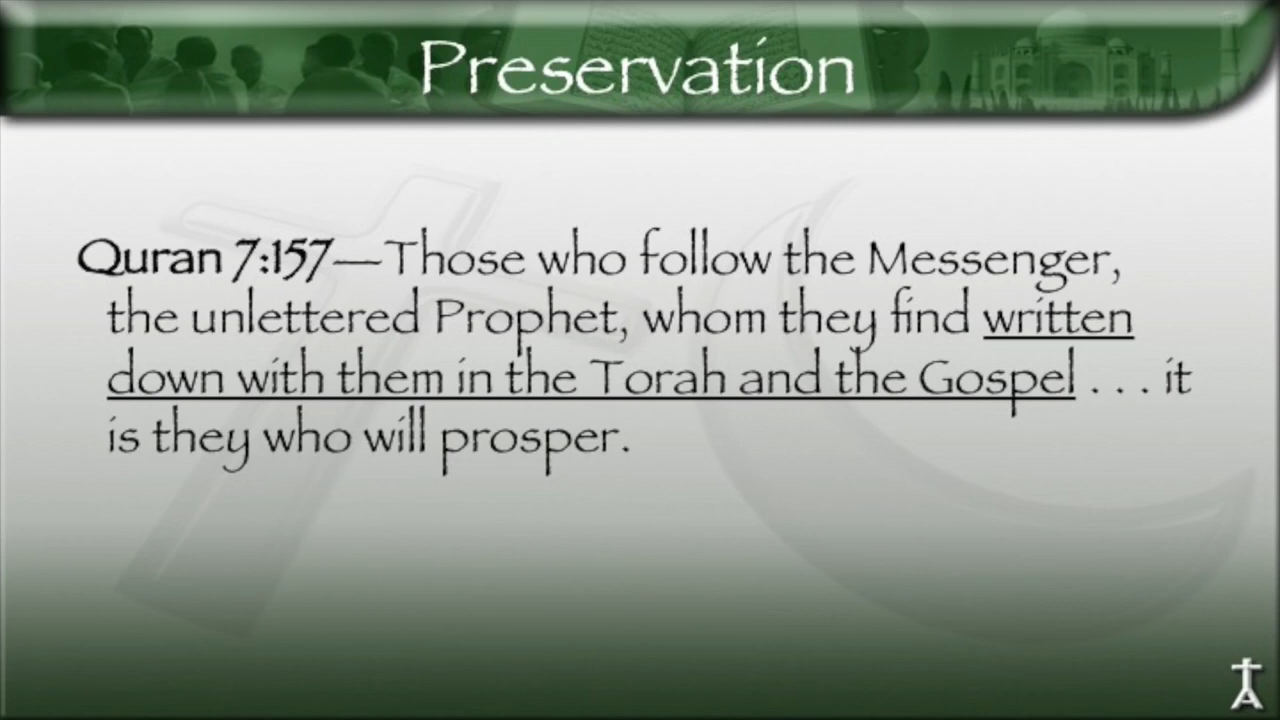 Preservation
Quran 7:157—Those who follow the Messenger,
the unlettered Prophet, whom they find written
down with them in the Torah and the Gospel . . . it
is they who will prosper.